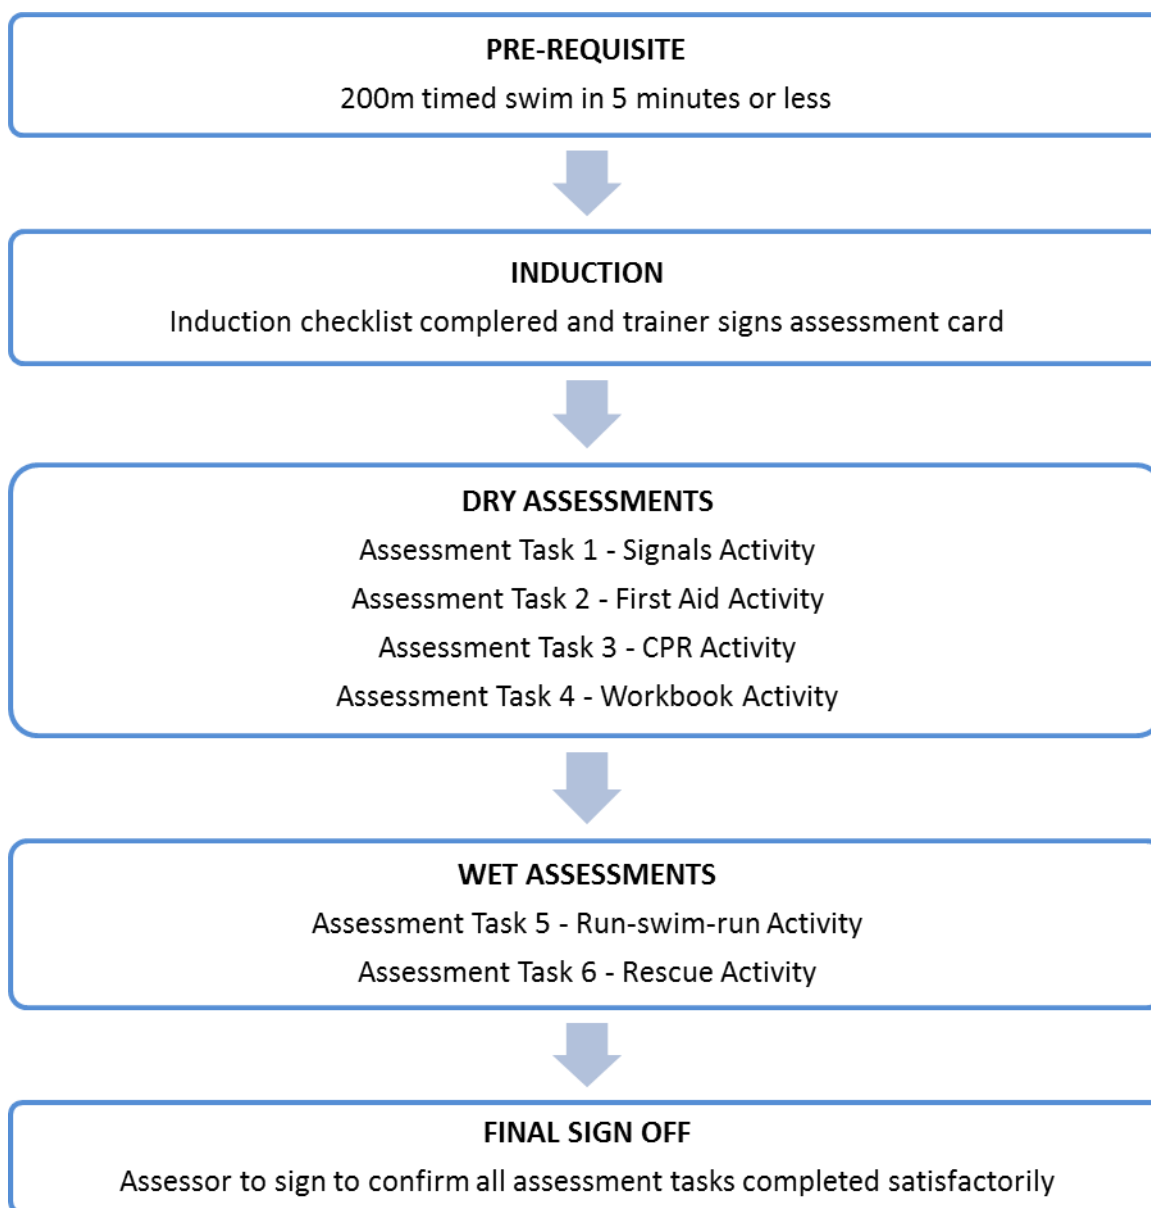 PRE-REQUISITE
200m timed swim in 5 minutes or less
INDUCTION
Induction checklist complered and trainer signs assessment card
DRY ASSESSMENTS
Assessment Task 1 - Signals Activity
Assessment Task 2 - First Aid Activity
Assessment Task 3 - CPR Activity
Assessment Task 4 - Workbook Activity
WET ASSESSMENTS
Assessment Task 5 - Run-swim-run Activity
Assessment Task 6 - Rescue Activity
FINAL SIGN OFF
Assessor to sign to confirm all assessment tasks completed satisfactorily